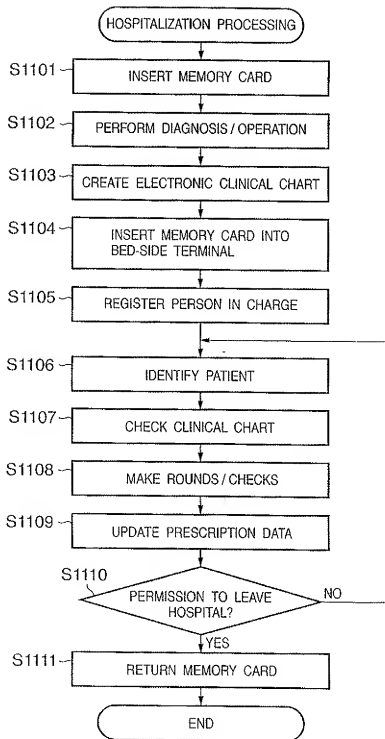 HOSPITALIZATION PROCESSING
S1101
INSERT MEMORY CARD
S1102
PERFORM DIAGNOSIS/OPERATION
S1103
CREATE ELECTRONIC CLINICAL CHART
S1104
INSERT MEMORY CARD INTO
BED-SIDE TERMINAL
S1105
REGISTER PERSON IN CHARGE
S1106
IDENTIFY PATIENT
S1107
CHECK CLINICAL CHART
S1108
MAKE ROUNDS/CHECKS
S1109
UPDATE PRESCRIPTION DATA
S1110
PERMISSION TO LEAVE
HOSPITAL?
NO
YES
S1111
RETURN MEMORY CARD
END